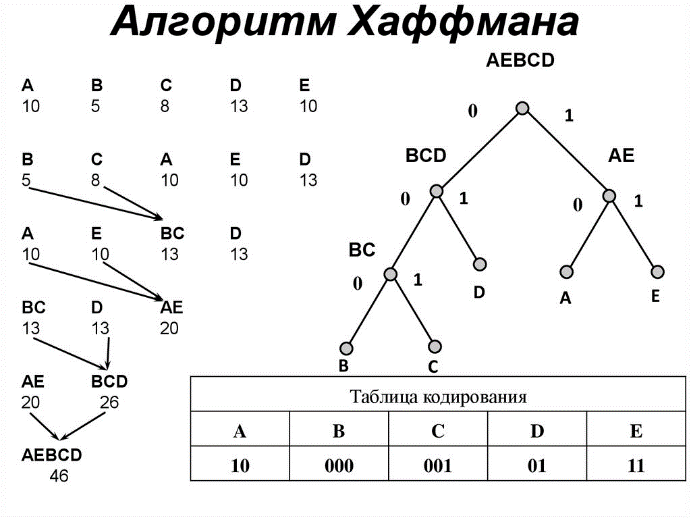 Алгоритм Хаффмана
A B C D E
10 5 8 13 10
B C A E D
5 8 10 10 13
A E BC D
10 10 13 13
BC D AE
13 13 20
AE BCD
20 26
AEBCD
46
AEBCD
0 1
BCD AE
0 1 0 1
BC
0 1 D A E
B C
Таблица кодирования
A B C D E
10 000 001 01 11